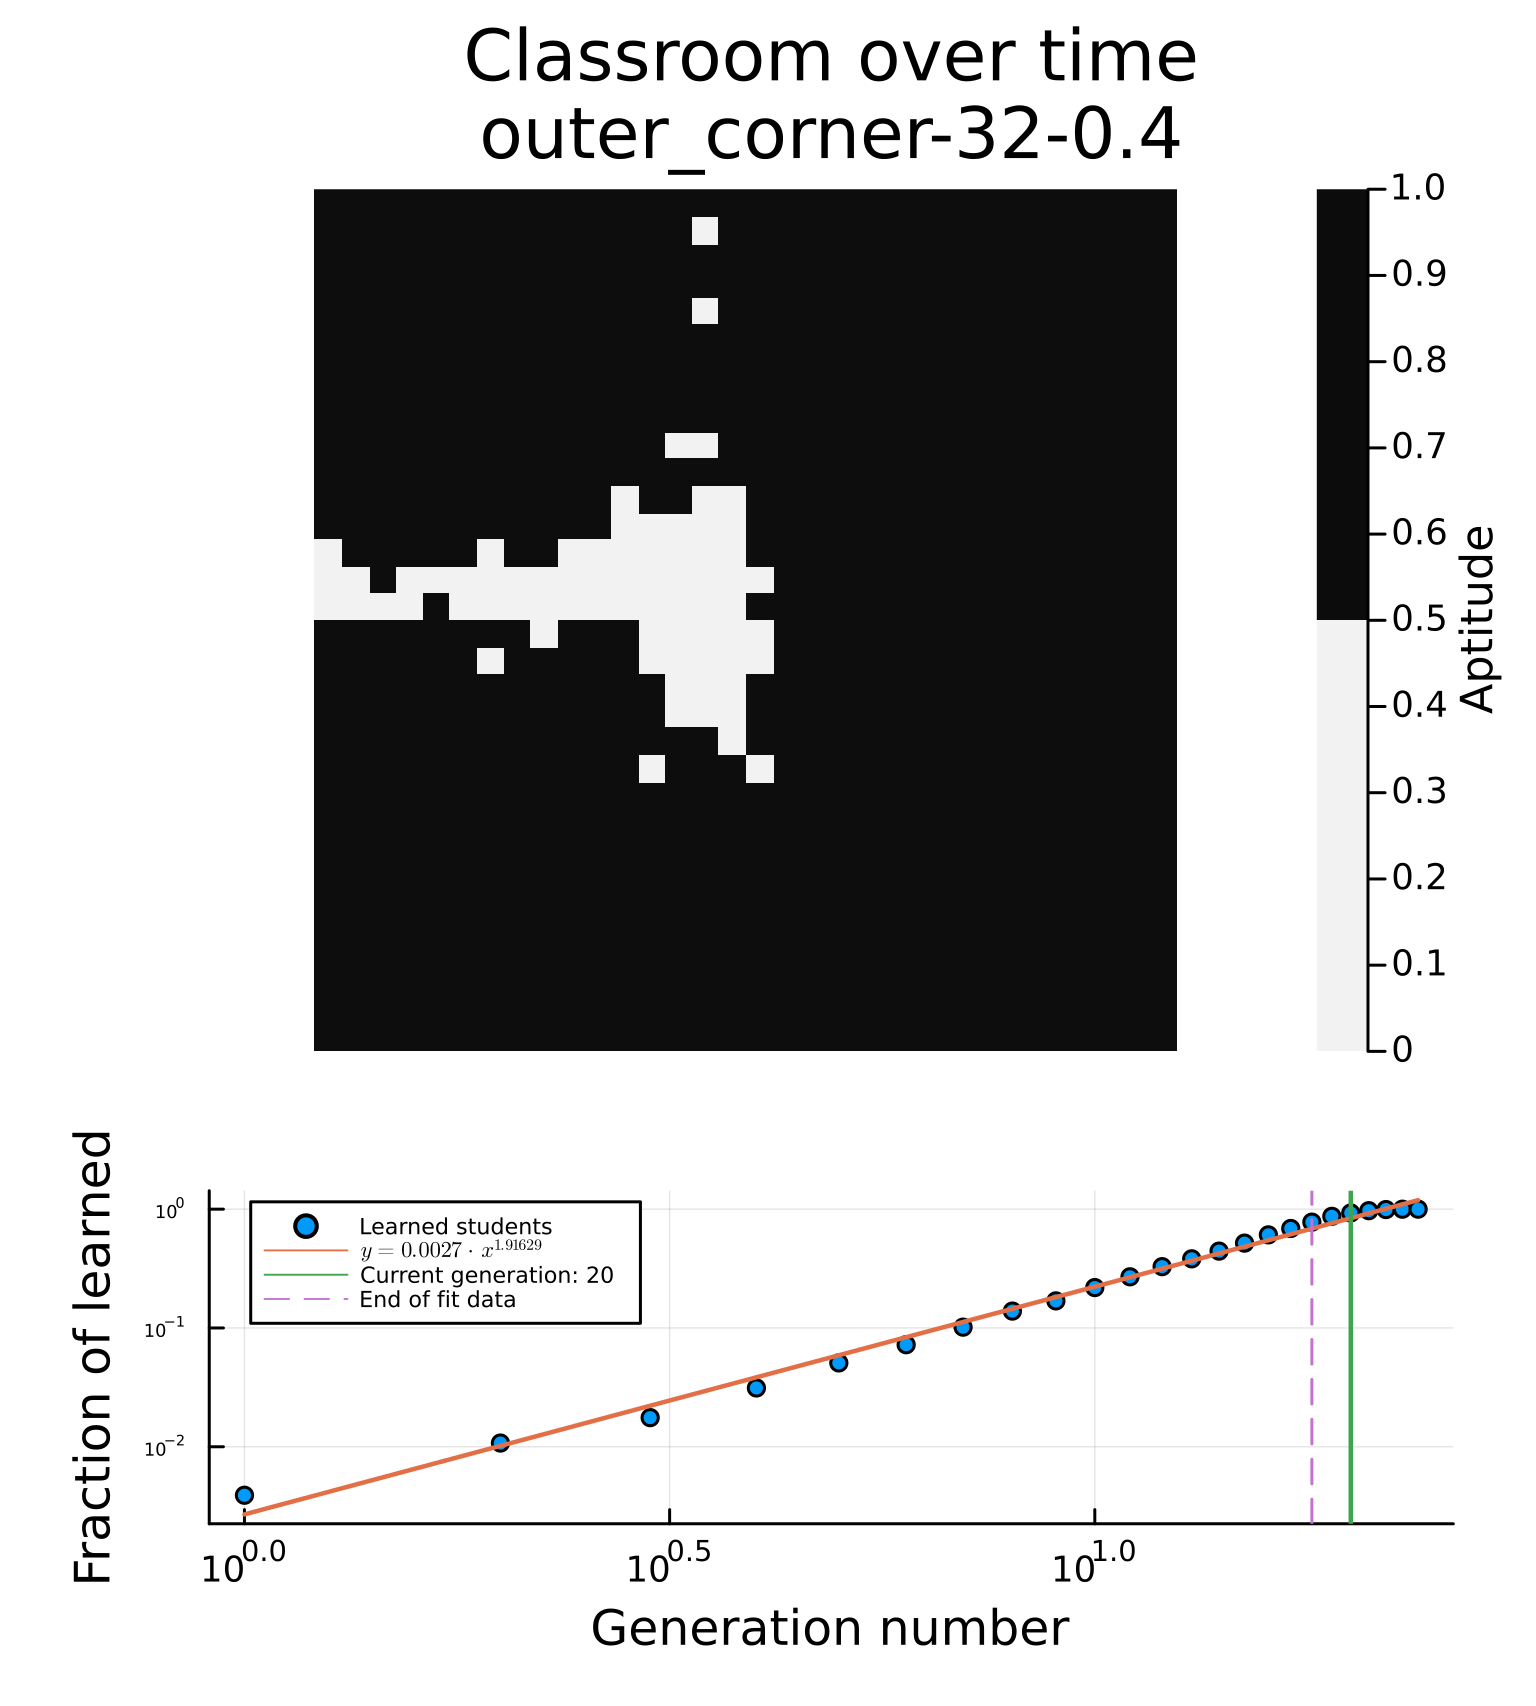 Classroom over time
outer_corner-32-0.4
1.0
0.9
0.8
0.7
0.6
0.5
0.4
0.3
0.2
0.1
0
Aptitude
Fraction of learned
10⁰
10⁻¹
10⁻²
Learned students
y = 0.0027 · x^1.91629
Current generation: 20
End of fit data
10^0.0
10^0.5
10^1.0
Generation number